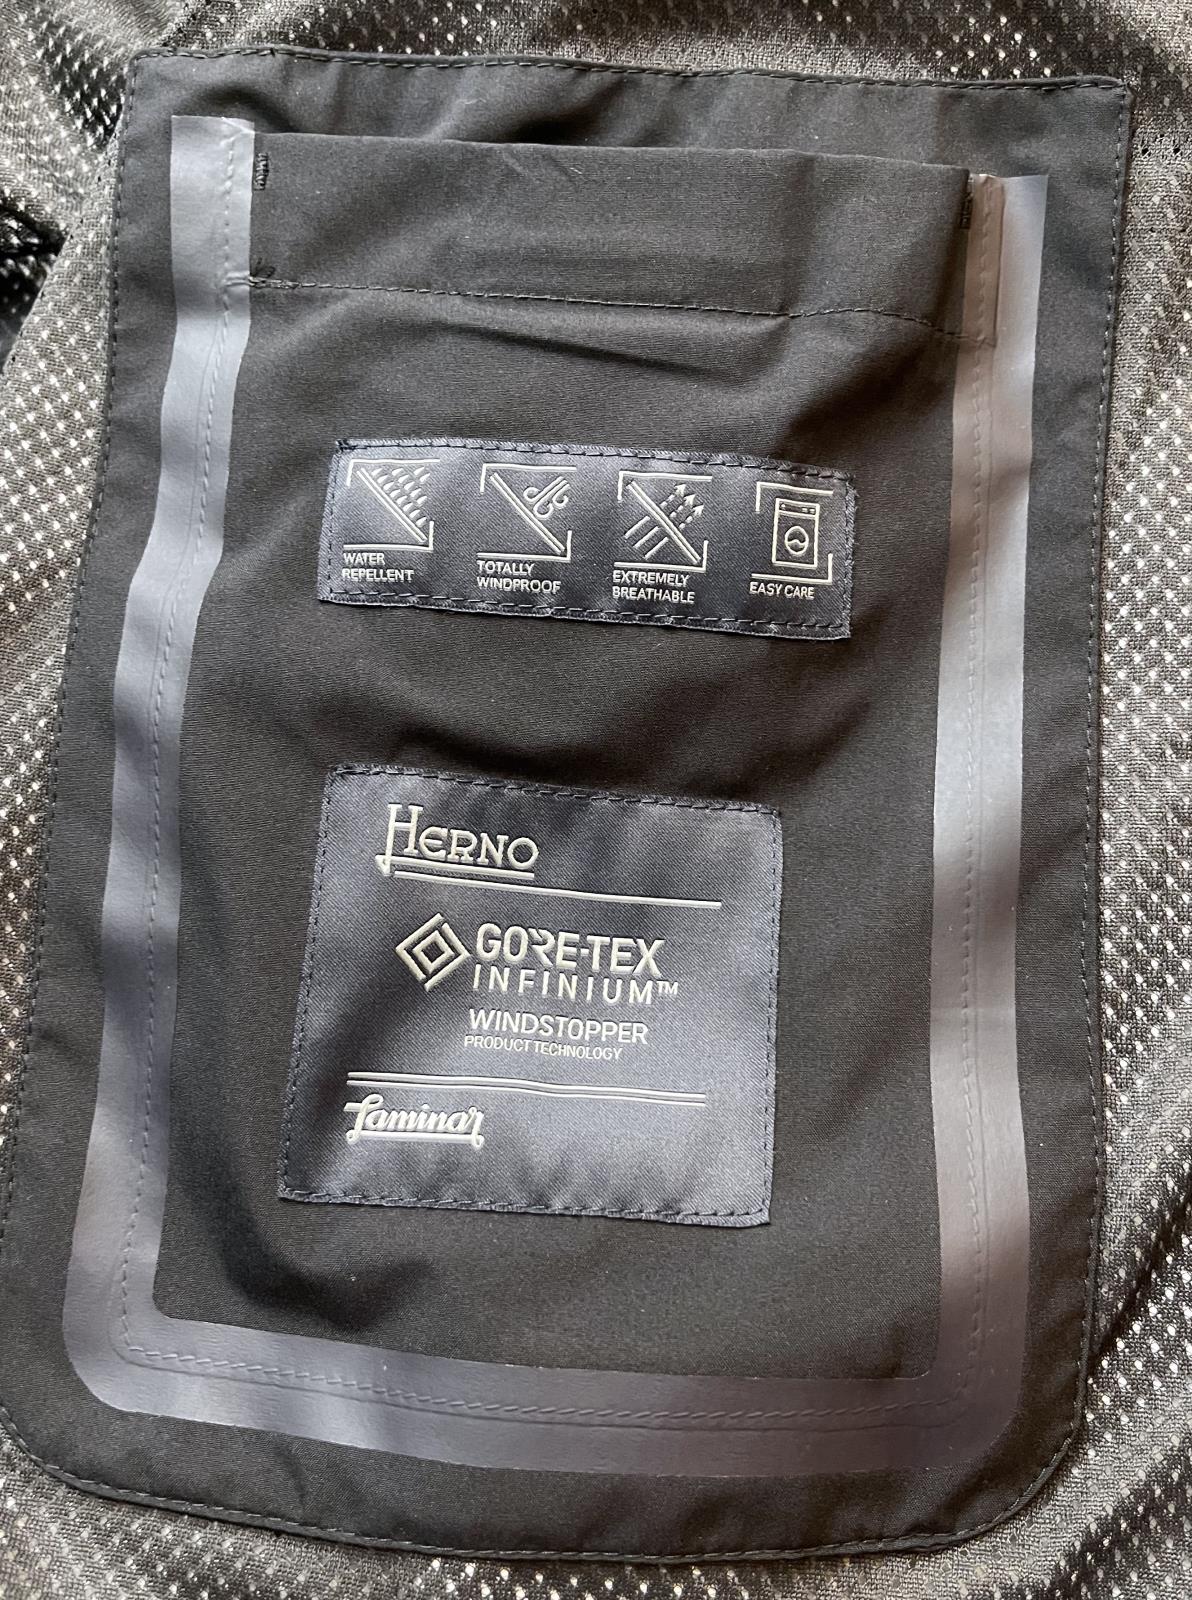 WATER
REPELLENT
TOTALLY
WINDPROOF
EXTREMELY
BREATHABLE
EASY CARE
HERNO
GORE-TEX
INFINIUM™
WINDSTOPPER
PRODUCT TECHNOLOGY
Laminar